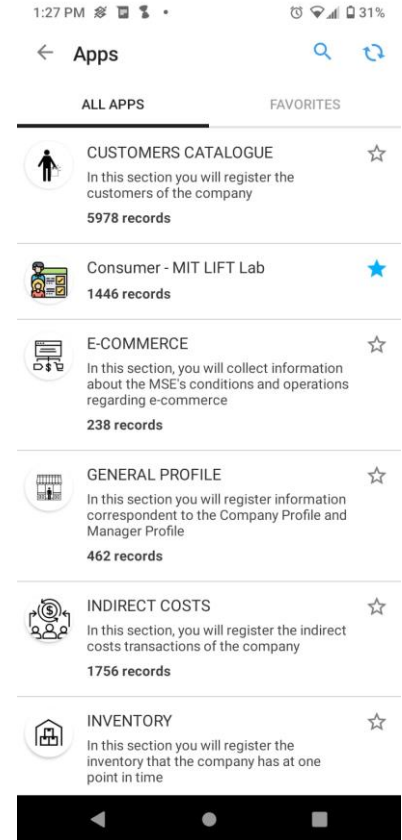 1:27 PM
31%
Apps
ALL APPS
FAVORITES
CUSTOMERS CATALOGUE
In this section you will register the
customers of the company
5978 records
Consumer - MIT LIFT Lab
1446 records
E-COMMERCE
In this section, you will collect information
about the MSE's conditions and operations
regarding e-commerce
238 records
GENERAL PROFILE
In this section you will register information
correspondent to the Company Profile and
Manager Profile
462 records
INDIRECT COSTS
In this section, you will register the indirect
costs transactions of the company
1756 records
INVENTORY
In this section you will register the
inventory that the company has at one
point in time